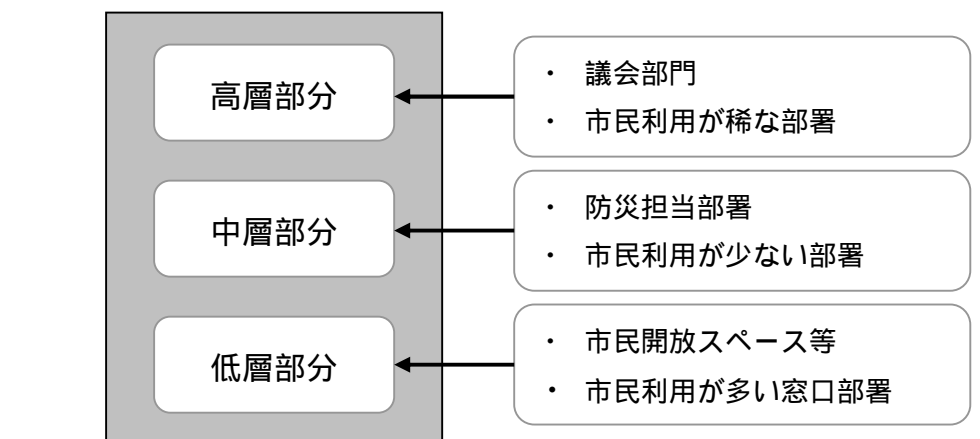 高層部分
・ 議会部門
・ 市民利用が稀な部署
中層部分
・ 防災担当部署
・ 市民利用が少ない部署
低層部分
・ 市民開放スペース等
・ 市民利用が多い窓口部署